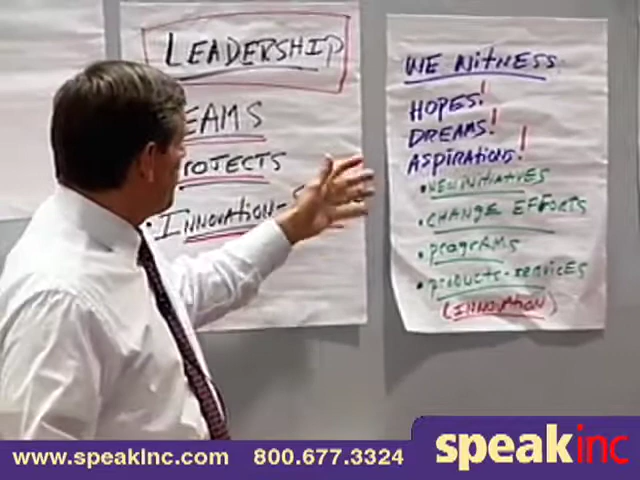 LEADERSHIP
EAMS
ROJECTS
• INNOVATION-S
WE WITNESS
HOPES!
DREAMS!
ASPIRATIONS!
• NEW INITIATIVES
• CHANGE EFFORTS
• PROGRAMS
• PRODUCTS-SERVICES
(INNOVATION)
www.speakInc.com 800.677.3324
speakinc